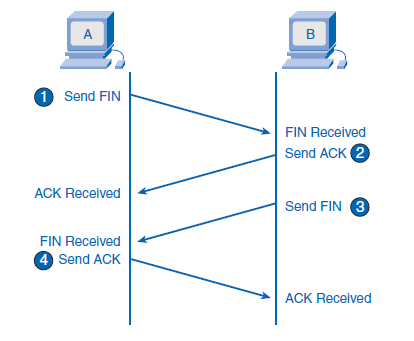 A
B
1 Send FIN
FIN Received
Send ACK 2
ACK Received
Send FIN 3
FIN Received
4 Send ACK
ACK Received